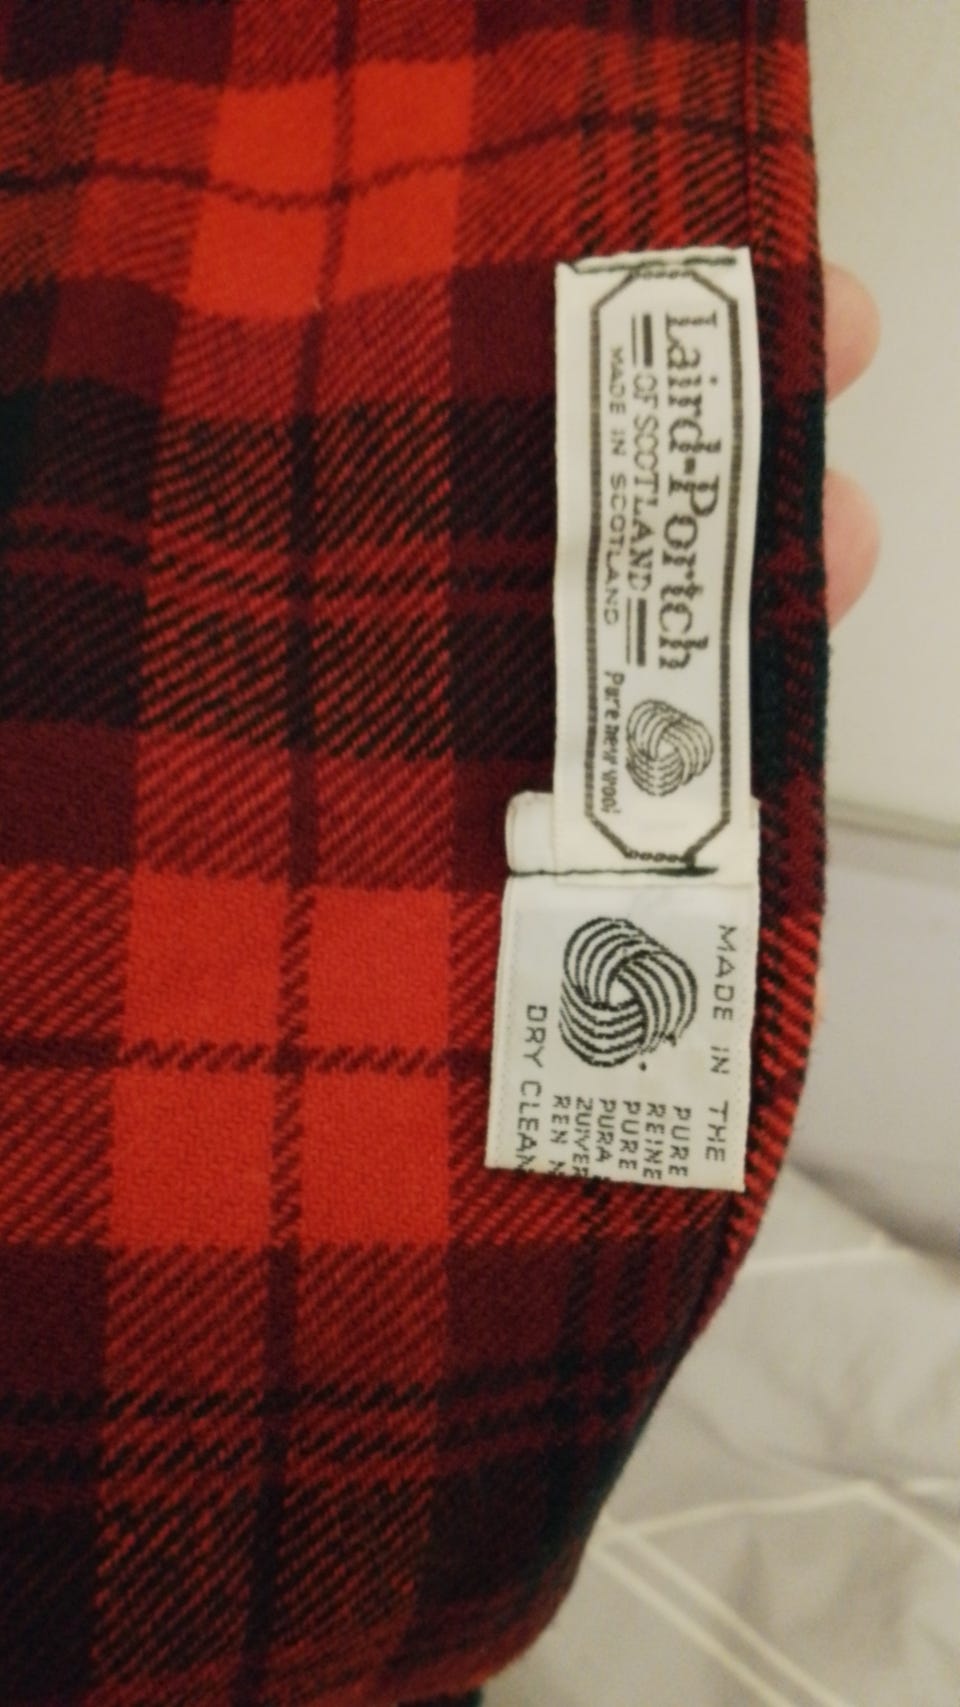 Laird-Portch
OF SCOTLAND
MADE IN SCOTLAND
Pure new wool
MADE IN THE
PURE
REINE
PURE
PURA
ZUIVER
REN
DRY CLEAN